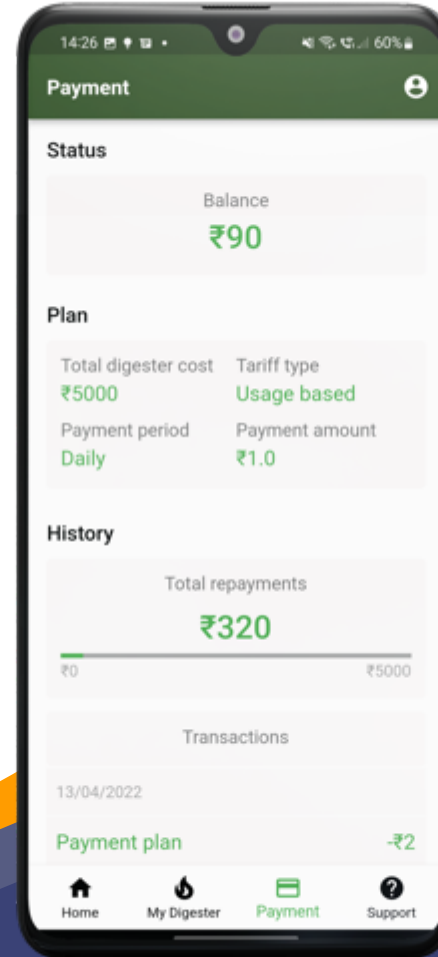 14:26 60%
Payment
Status
Balance
₹90
Plan
Total digester cost Tariff type
₹5000 Usage based
Payment period Payment amount
Daily ₹1.0
History
Total repayments
₹320
₹0 ₹5000
Transactions
13/04/2022
Payment plan -₹2
Home My Digester Payment Support